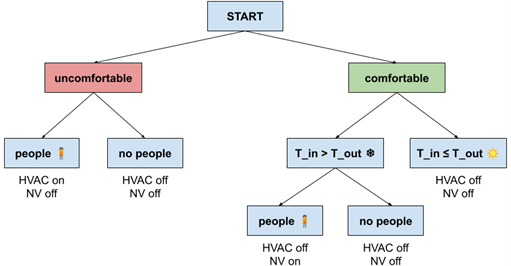 START
uncomfortable
comfortable
people
no people
T_in > T_out ❄
T_in ≤ T_out ☀
HVAC on
NV off
HVAC off
NV off
HVAC off
NV off
people
no people
HVAC off
NV on
HVAC off
NV off